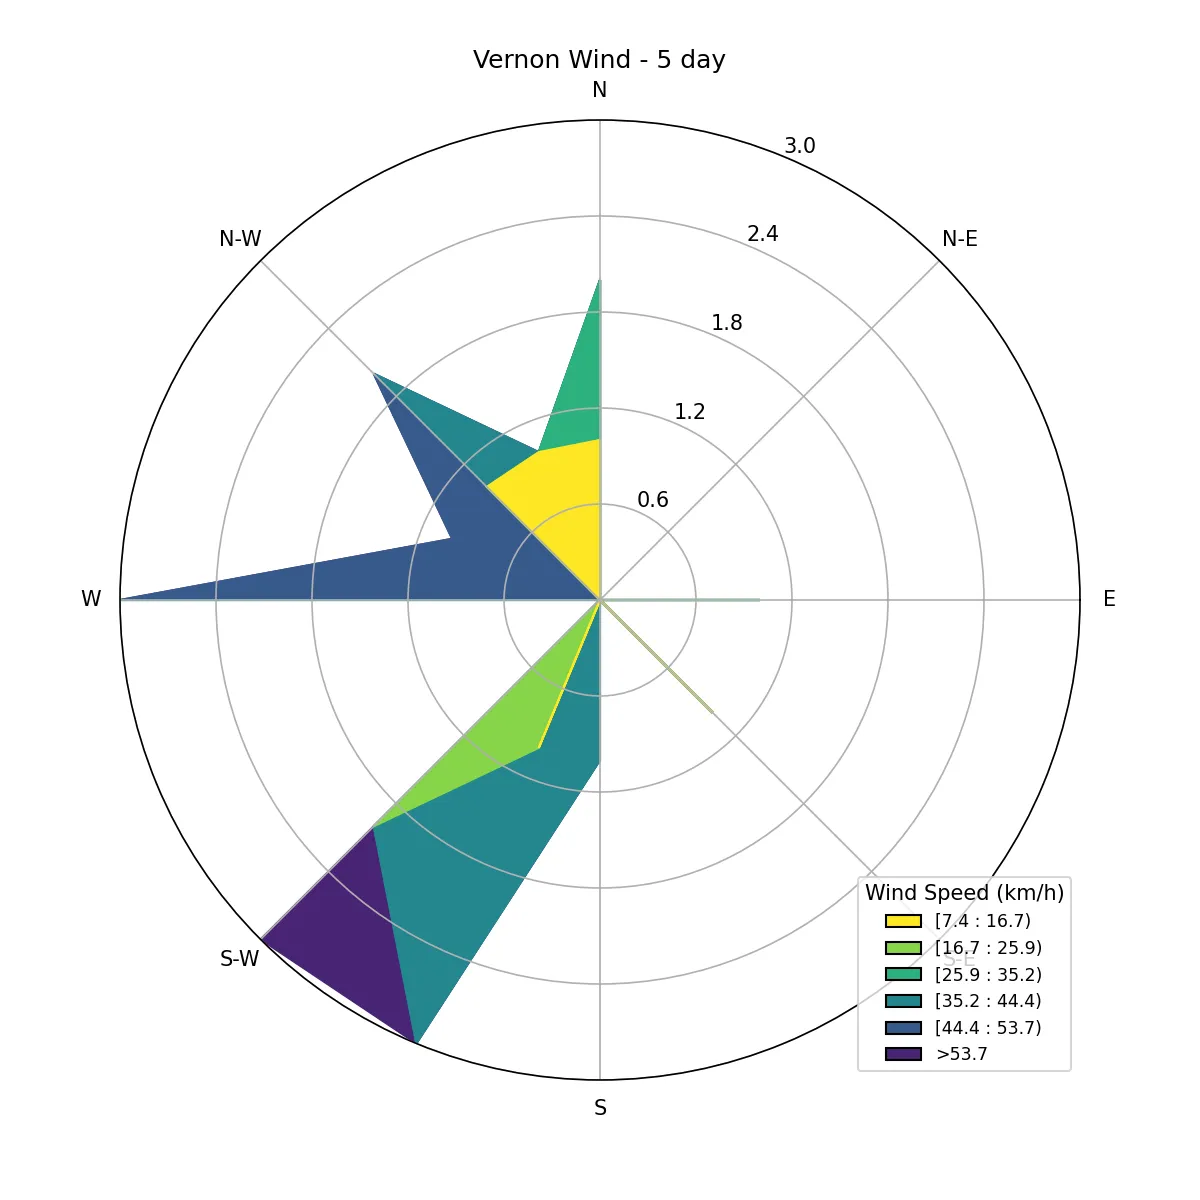 Vernon Wind - 5 day
N
3.0
2.4
N-W
N-E
1.8
1.2
0.6
W
E
Wind Speed (km/h)
[7.4 : 16.7)
[16.7 : 25.9)
S-W
S-E
[25.9 : 35.2)
[35.2 : 44.4)
[44.4 : 53.7)
>53.7
S